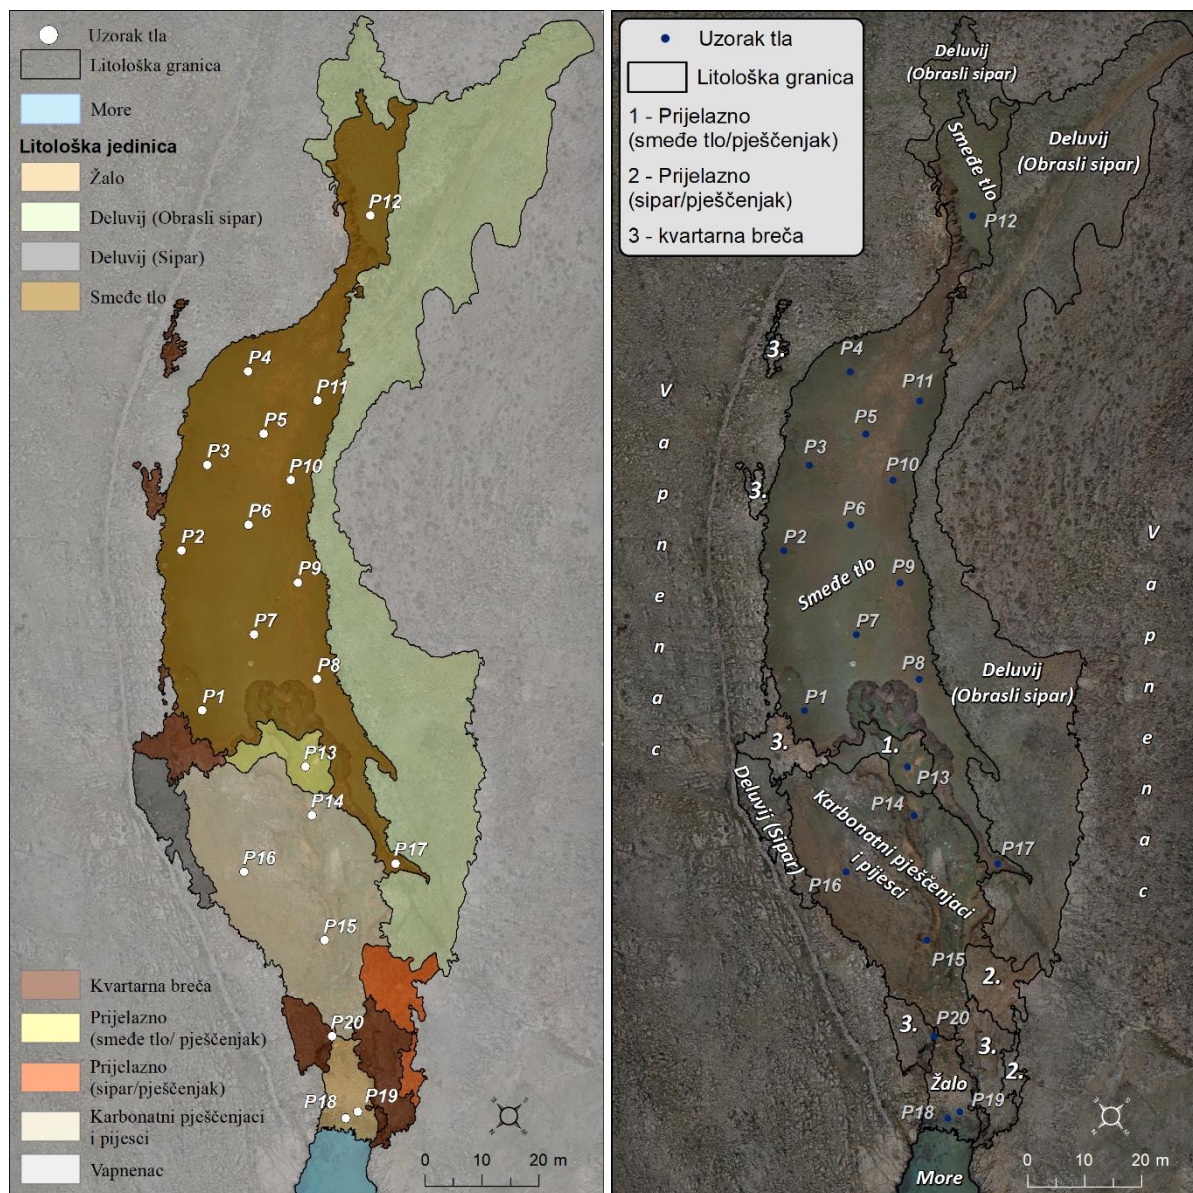 Uzorak tla
Litološka granica
More
Litološka jedinica
Žalo
Deluvij (Obrasli sipar)
Deluvij (Sipar)
Smeđe tlo
P12
P4
P11
P5
P3
P10
P6
P2
P9
P7
P8
P1
P13
P14
P17
P16
P15
P20
P19
P18
Kvartarna breča
Prijelazno
(smeđe tlo/ pješčenjak)
Prijelazno
(sipar/pješčenjak)
Karbonatni pješčenjaci
i pijesci
Vapnenac
0 20 m
Uzorak tla
Litološka granica
1 - Prijelazno
(smeđe tlo/pješčenjak)
2 - Prijelazno
(sipar/pješčenjak)
3 - kvartarna breča
Deluvij
(Obrasli sipar)
Smeđe tlo
Deluvij
(Obrasli sipar)
P12
3.
P4
P11
P5
P3
P10
3.
P6
P2
P9
Smeđe tlo
P7
P8
Deluvij
(Obrasli sipar)
P1
3.
1.
P13
Deluvij (Sipar)
P14
Karbonatni pješčenjaci
i pijesci
P17
P16
P15
2.
P20
3.
3.
2.
Žalo
P19
P18
More
Vapnenac
Vapnenac
0 20 m